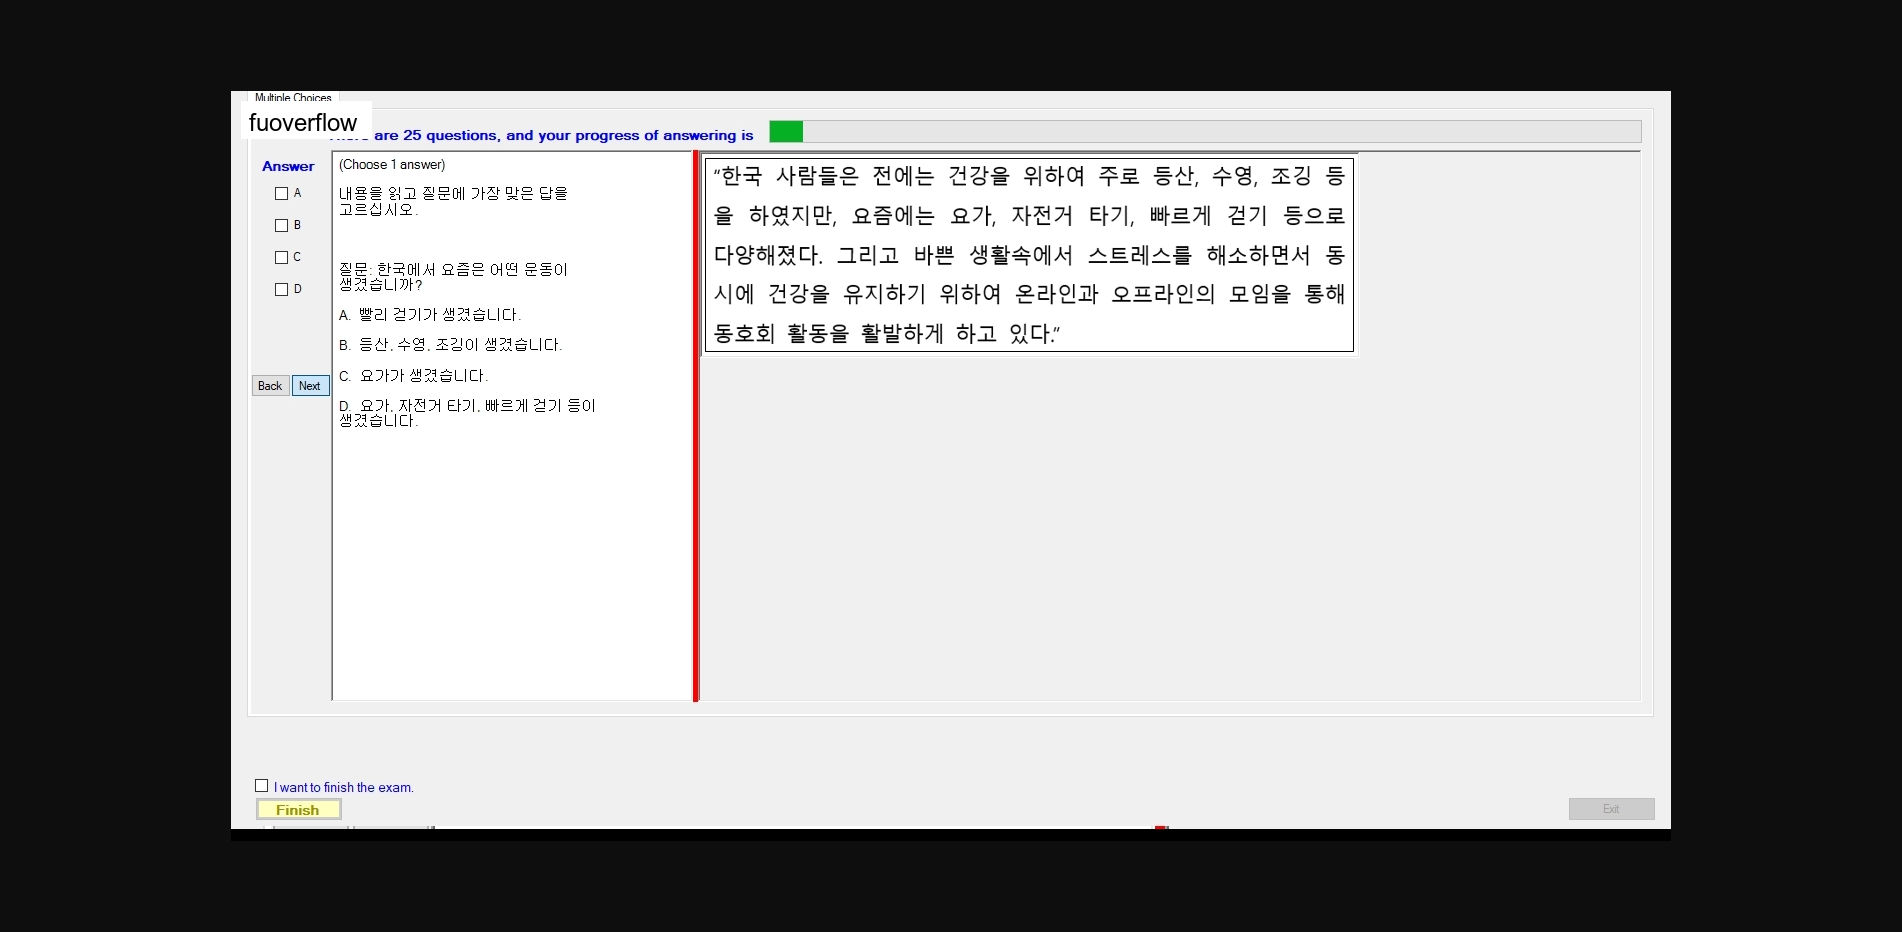 Multiple Choices
fuoverflow
are 25 questions, and your progress of answering is
Answer
A
B
C
D
Back
Next
(Choose 1 answer)
내용을 읽고 질문에 가장 맞은 답을
고르십시오.
질문: 한국에서 요즘은 어떤 운동이
생겼습니까?
A. 빨리 걷기가 생겼습니다.
B. 등산, 수영, 조깅이 생겼습니다.
C. 요가가 생겼습니다.
D. 요가, 자전거 타기, 빠르게 걷기 등이
생겼습니다.
“한국 사람들은 전에는 건강을 위하여 주로 등산, 수영, 조깅 등
을 하였지만, 요즘에는 요가, 자전거 타기, 빠르게 걷기 등으로
다양해졌다. 그리고 바쁜 생활속에서 스트레스를 해소하면서 동
시에 건강을 유지하기 위하여 온라인과 오프라인의 모임을 통해
동호회 활동을 활발하게 하고 있다.”
I want to finish the exam.
Finish
Exit